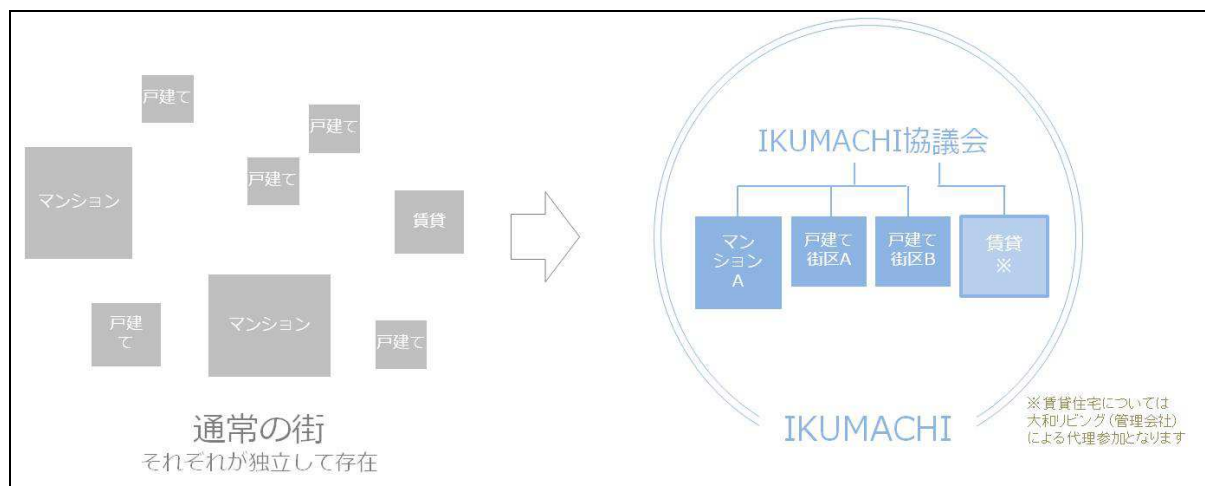 戸建て
戸建て
戸建て
マンション
賃貸
戸建
て
マンション
戸建て
通常の街
それぞれが独立して存在
IKUMACHI協議会
マン
ション
A
戸建て
街区A
戸建て
街区B
賃貸
※
IKUMACHI
※賃貸住宅については
大和リビング(管理会社)
による代理参加となります